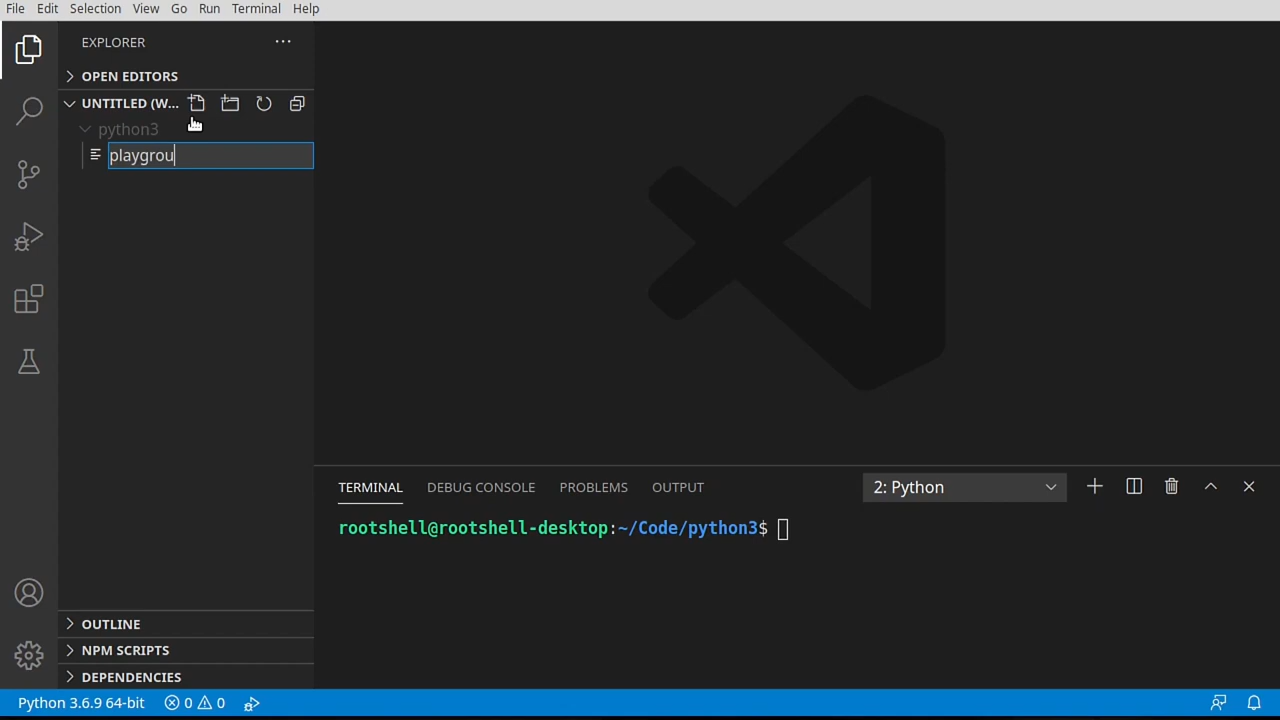 File Edit Selection View Go Run Terminal Help
EXPLORER
OPEN EDITORS
UNTITLED (W...
python3
playgrou
TERMINAL DEBUG CONSOLE PROBLEMS OUTPUT 2: Python
rootshell@rootshell-desktop:~/Code/python3$
OUTLINE
NPM SCRIPTS
DEPENDENCIES
Python 3.6.9 64-bit 0 0